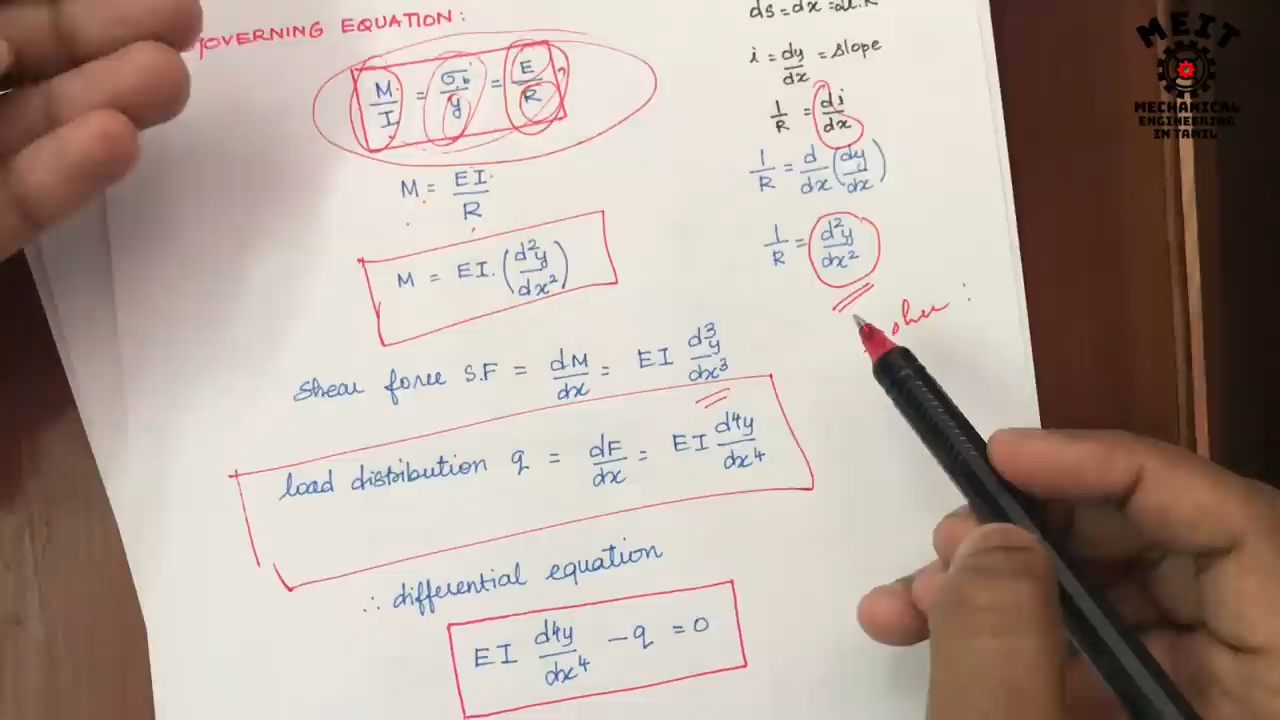 GOVERNING EQUATION:
M/I = σb/y = E/R
M = EI/R
M = EI. (d²y/dx²)
Shear force S.F = dM/dx = EI d³y/dx³
load distribution q = dF/dx = EI d⁴y/dx⁴
∴ differential equation
EI d⁴y/dx⁴ − q = 0
i = dy/dx = slope
1/R = di/dx
1/R = d/dx (dy/dx)
1/R = d²y/dx²
MEIT
MECHANICAL
ENGINEERING
IN TAMIL